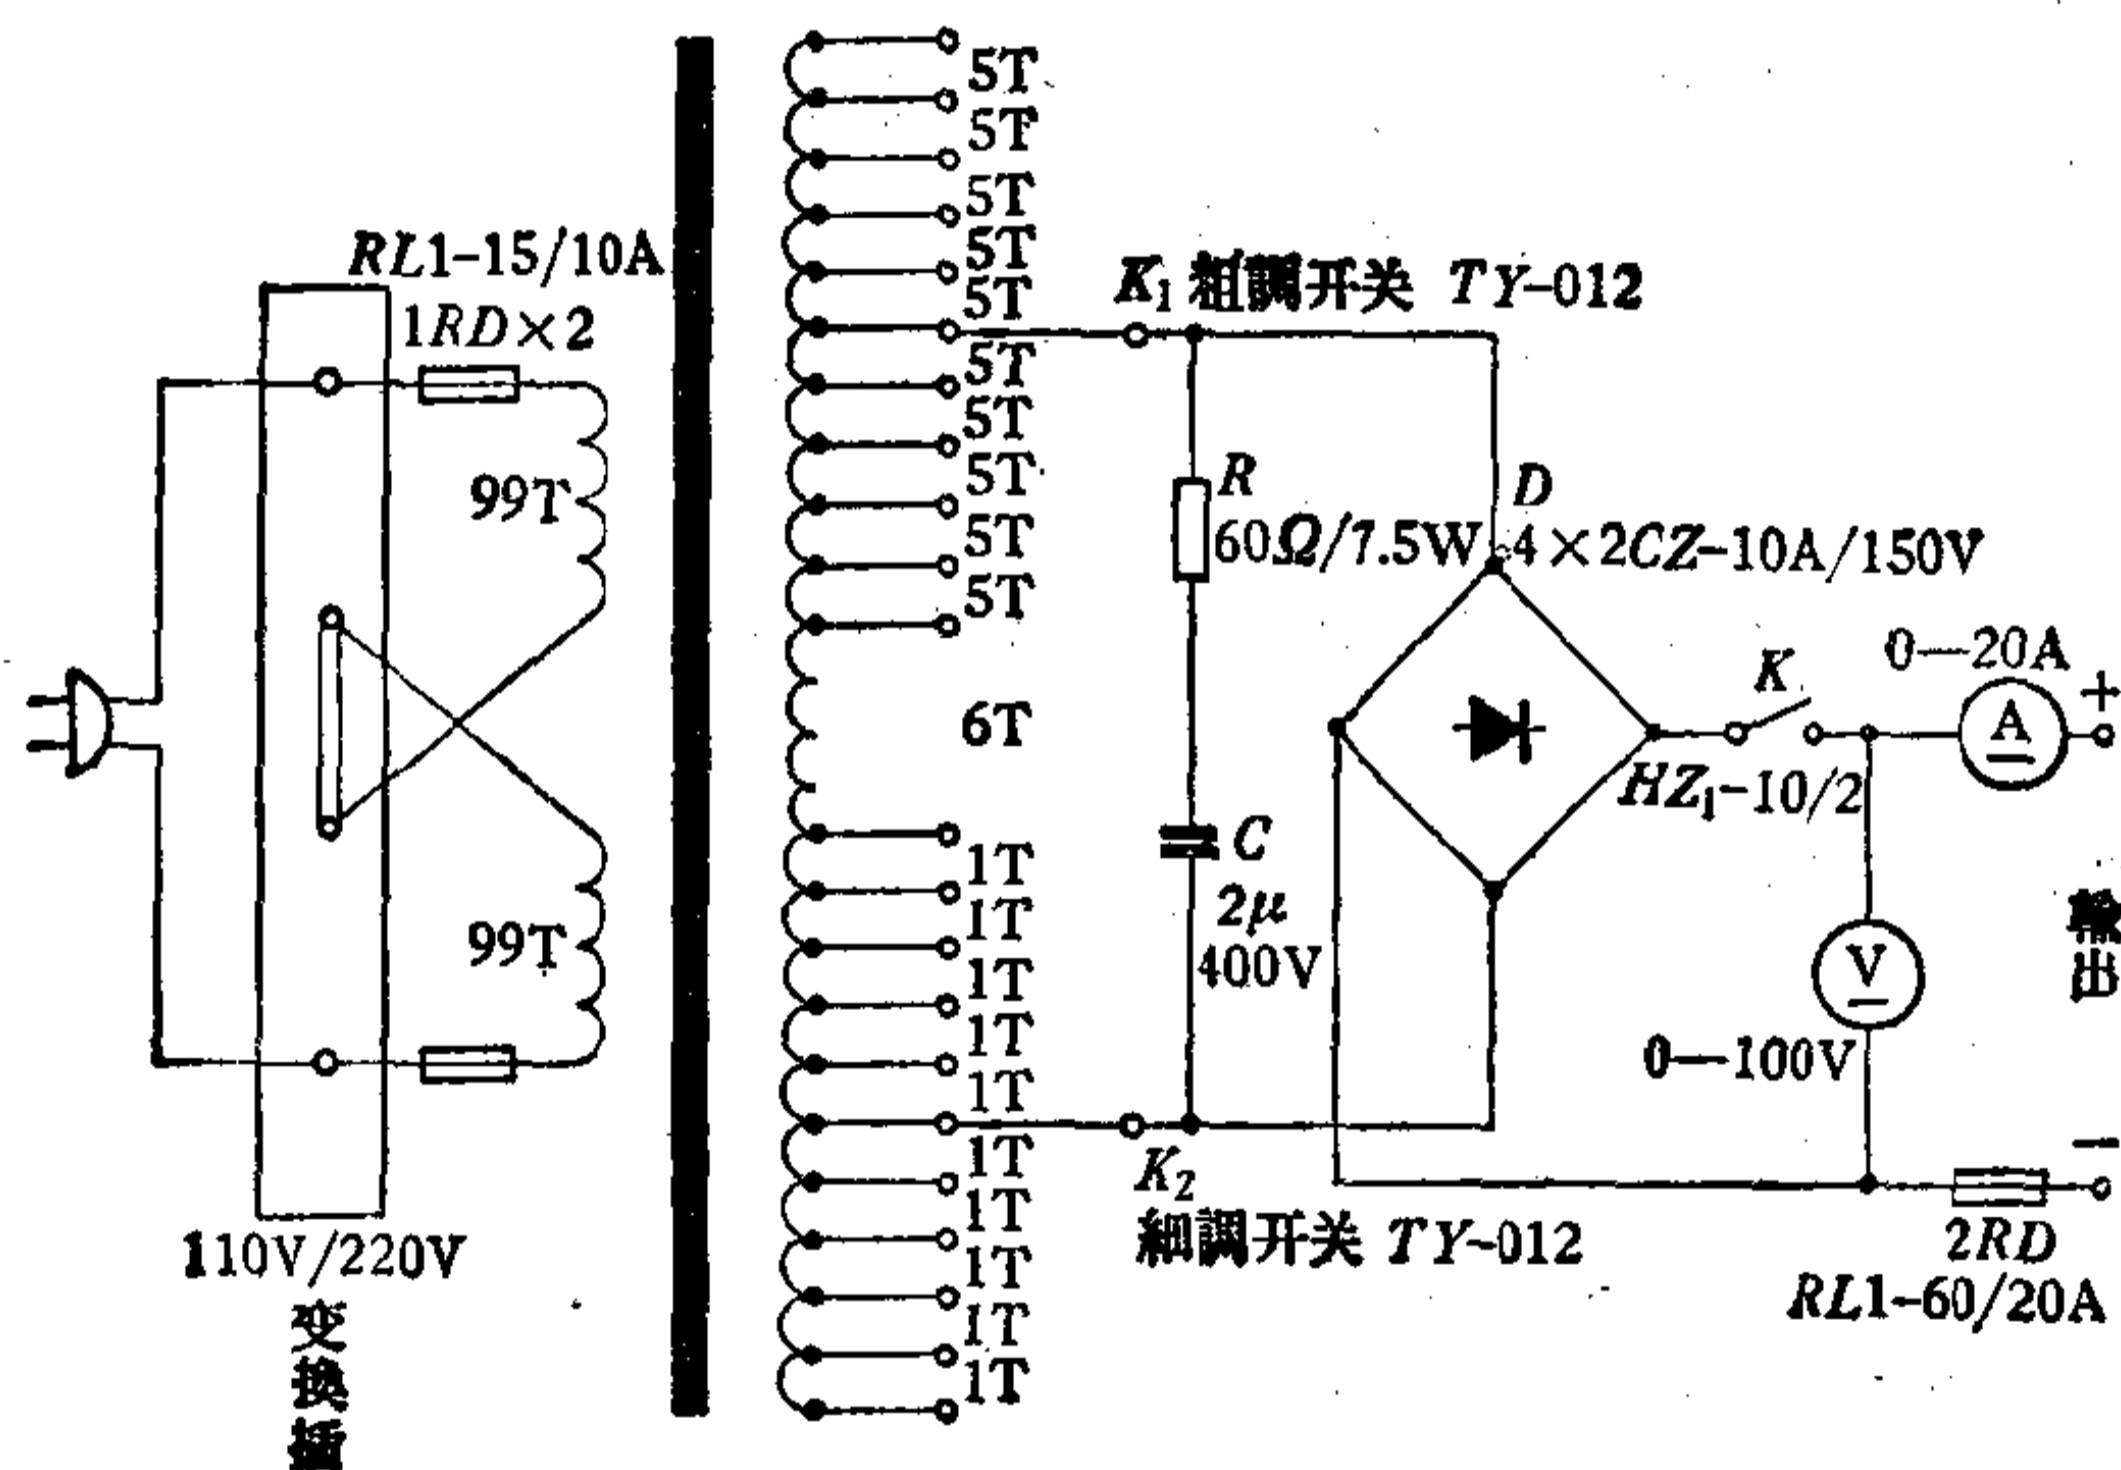 RL1-15/10A
1RD×2
99T
99T
110V/220V
变
换
插
5T
5T
5T
5T
5T
5T
5T
5T
5T
5T
6T
1T
1T
1T
1T
1T
1T
1T
1T
1T
1T
K₁ 粗調开关 TY-012
R
60Ω/7.5W
C
2μ
400V
K₂
細調开关 TY-012
D
4×2CZ-10A/150V
K
HZ₁-10/2
0—20A
A
+
V
0—100V
輸
出
−
2RD
RL1-60/20A